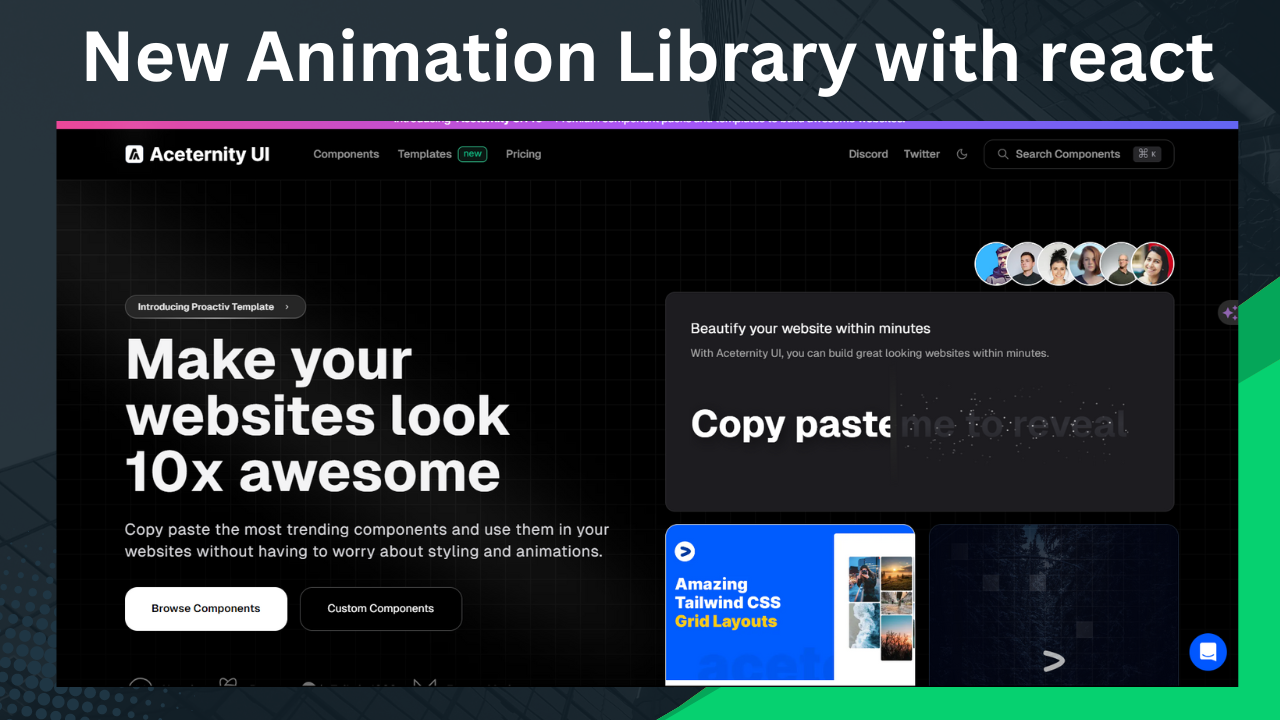 New Animation Library with react
Aceternity UI
Components
Templates new
Pricing
Discord
Twitter
Search Components ⌘ K
Introducing Proactiv Template ›
Make your
websites look
10x awesome
Copy paste the most trending components and use them in your
websites without having to worry about styling and animations.
Browse Components
Custom Components
Beautify your website within minutes
With Aceternity UI, you can build great looking websites within minutes.
Copy paste me to reveal
Amazing
Tailwind CSS
Grid Layouts